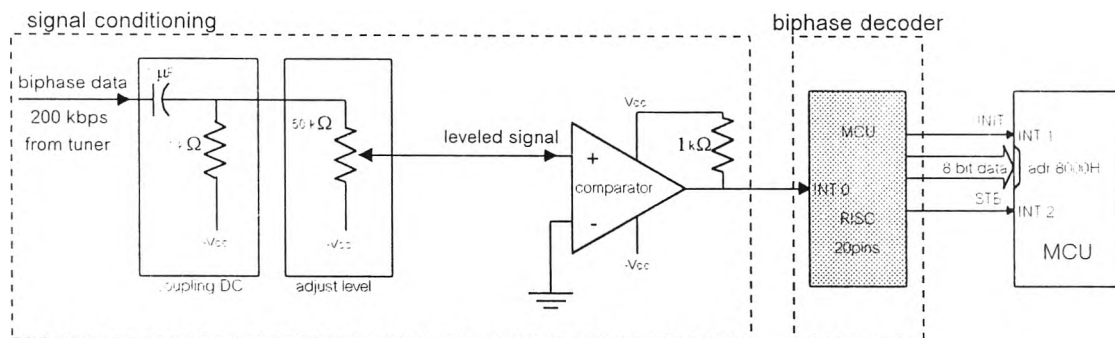 signal conditioning
biphase decoder
biphase data
200 kbps
from tuner
μF
Ω
-Vcc
coupling DC
50 kΩ
-Vcc
adjust level
leveled signal
+
-
comparator
Vcc
1kΩ
-Vcc
MCU
INT 0
RISC
20pins
INIT
8 bit data
STB
INT 1
adr 8000H
INT 2
MCU